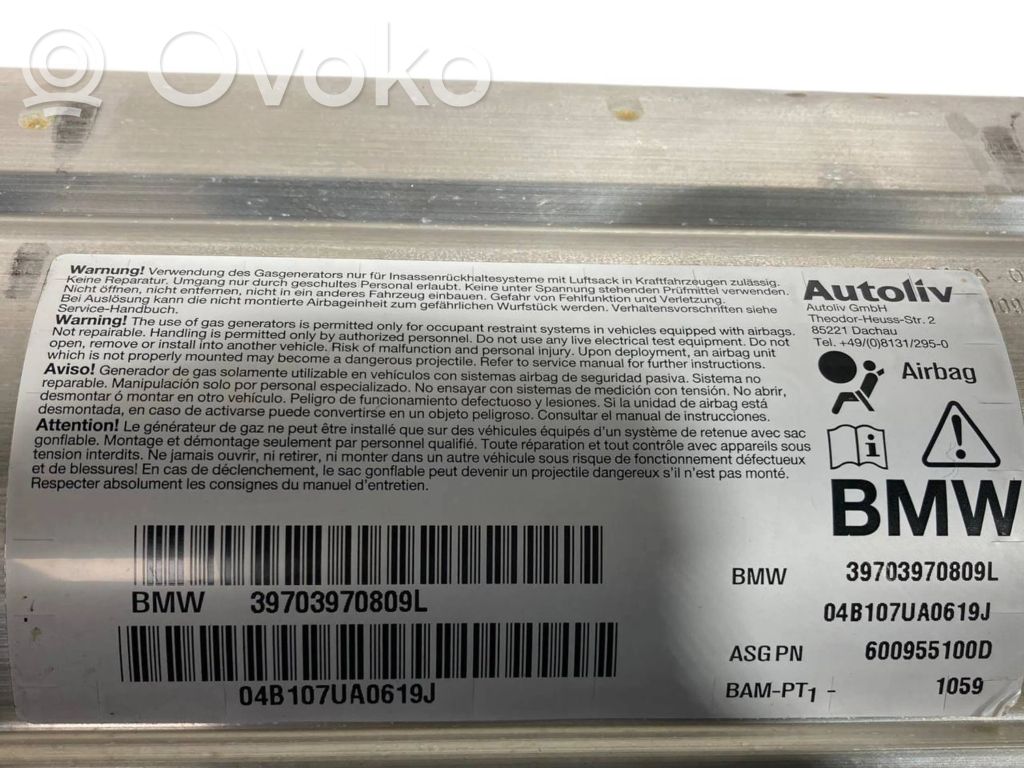 Ovoko
Warnung! Verwendung des Gasgenerators nur für Insassenrückhaltesysteme mit Luftsack in Kraftfahrzeugen zulässig.
Keine Reparatur. Umgang nur durch geschultes Personal erlaubt. Keine unter Spannung stehenden Prüfmittel verwenden.
Nicht öffnen, nicht entfernen, nicht in ein anderes Fahrzeug einbauen. Gefahr von Fehlfunktion und Verletzung.
Bei Auslösung kann die nicht montierte Airbageinheit zum gefährlichen Wurfstück werden. Verhaltensvorschriften siehe
Service-Handbuch.
Warning! The use of gas generators is permitted only for occupant restraint systems in vehicles equipped with airbags.
Not repairable. Handling is permitted only by authorized personnel. Do not use any live electrical test equipment. Do not
open, remove or install into another vehicle. Risk of malfunction and personal injury. Upon deployment, an airbag unit
which is not properly mounted may become a dangerous projectile. Refer to service manual for further instructions.
Aviso! Generador de gas solamente utilizable en vehículos con sistemas airbag de seguridad pasiva. Sistema no
reparable. Manipulación solo por personal especializado. No ensayar con sistemas de medición con tensión. No abrir,
desmontar ó montar en otro vehículo. Peligro de funcionamiento defectuoso y lesiones. Si la unidad de airbag está
desmontada, en caso de activarse puede convertirse en un objeto peligroso. Consultar el manual de instrucciones.
Attention! Le générateur de gaz ne peut être installé que sur des véhicules équipés d'un système de retenue avec sac
gonflable. Montage et démontage seulement par personnel qualifié. Toute réparation et tout contrôle avec appareils sous
tension interdits. Ne jamais ouvrir, ni retirer, ni monter dans un autre véhicule sous risque de fonctionnement défectueux
et de blessures! En cas de déclenchement, le sac gonflable peut devenir un projectile dangereux s'il n'est pas monté.
Respecter absolument les consignes du manuel d'entretien.
Autoliv
Autoliv GmbH
Theodor-Heuss-Str. 2
85221 Dachau
Tel. +49/(0)8131/295-0
Airbag
BMW
BMW 39703970809L
04B107UA0619J
BMW 39703970809L
04B107UA0619J
ASG PN 600955100D
BAM-PT1 - 1059